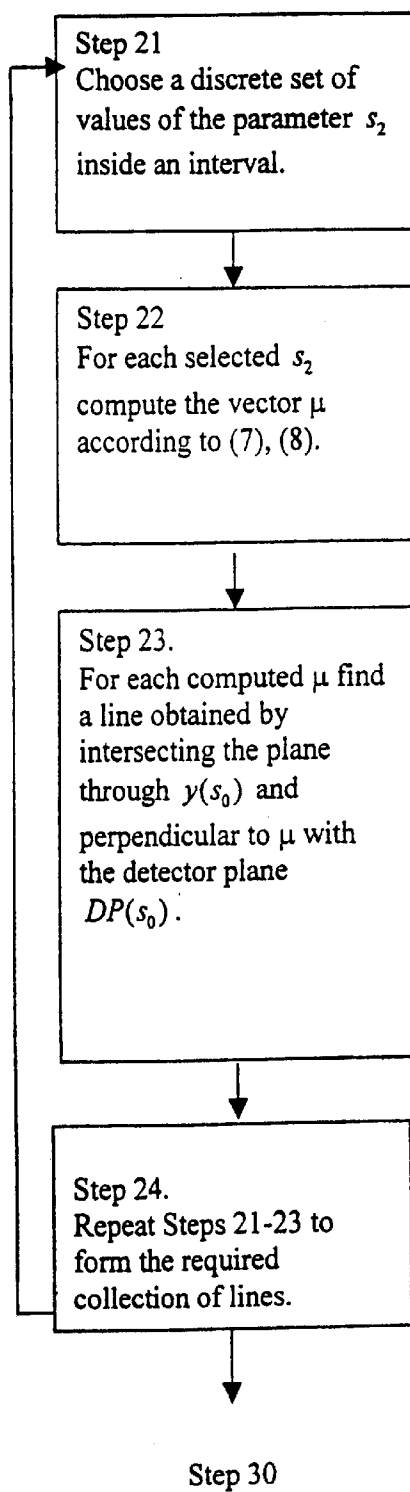 Step 21
Choose a discrete set of
values of the parameter s₂
inside an interval.
Step 22
For each selected s₂
compute the vector μ
according to (7), (8).
Step 23.
For each computed μ find
a line obtained by
intersecting the plane
through y(s₀) and
perpendicular to μ with
the detector plane
DP(s₀).
Step 24.
Repeat Steps 21-23 to
form the required
collection of lines.
Step 30